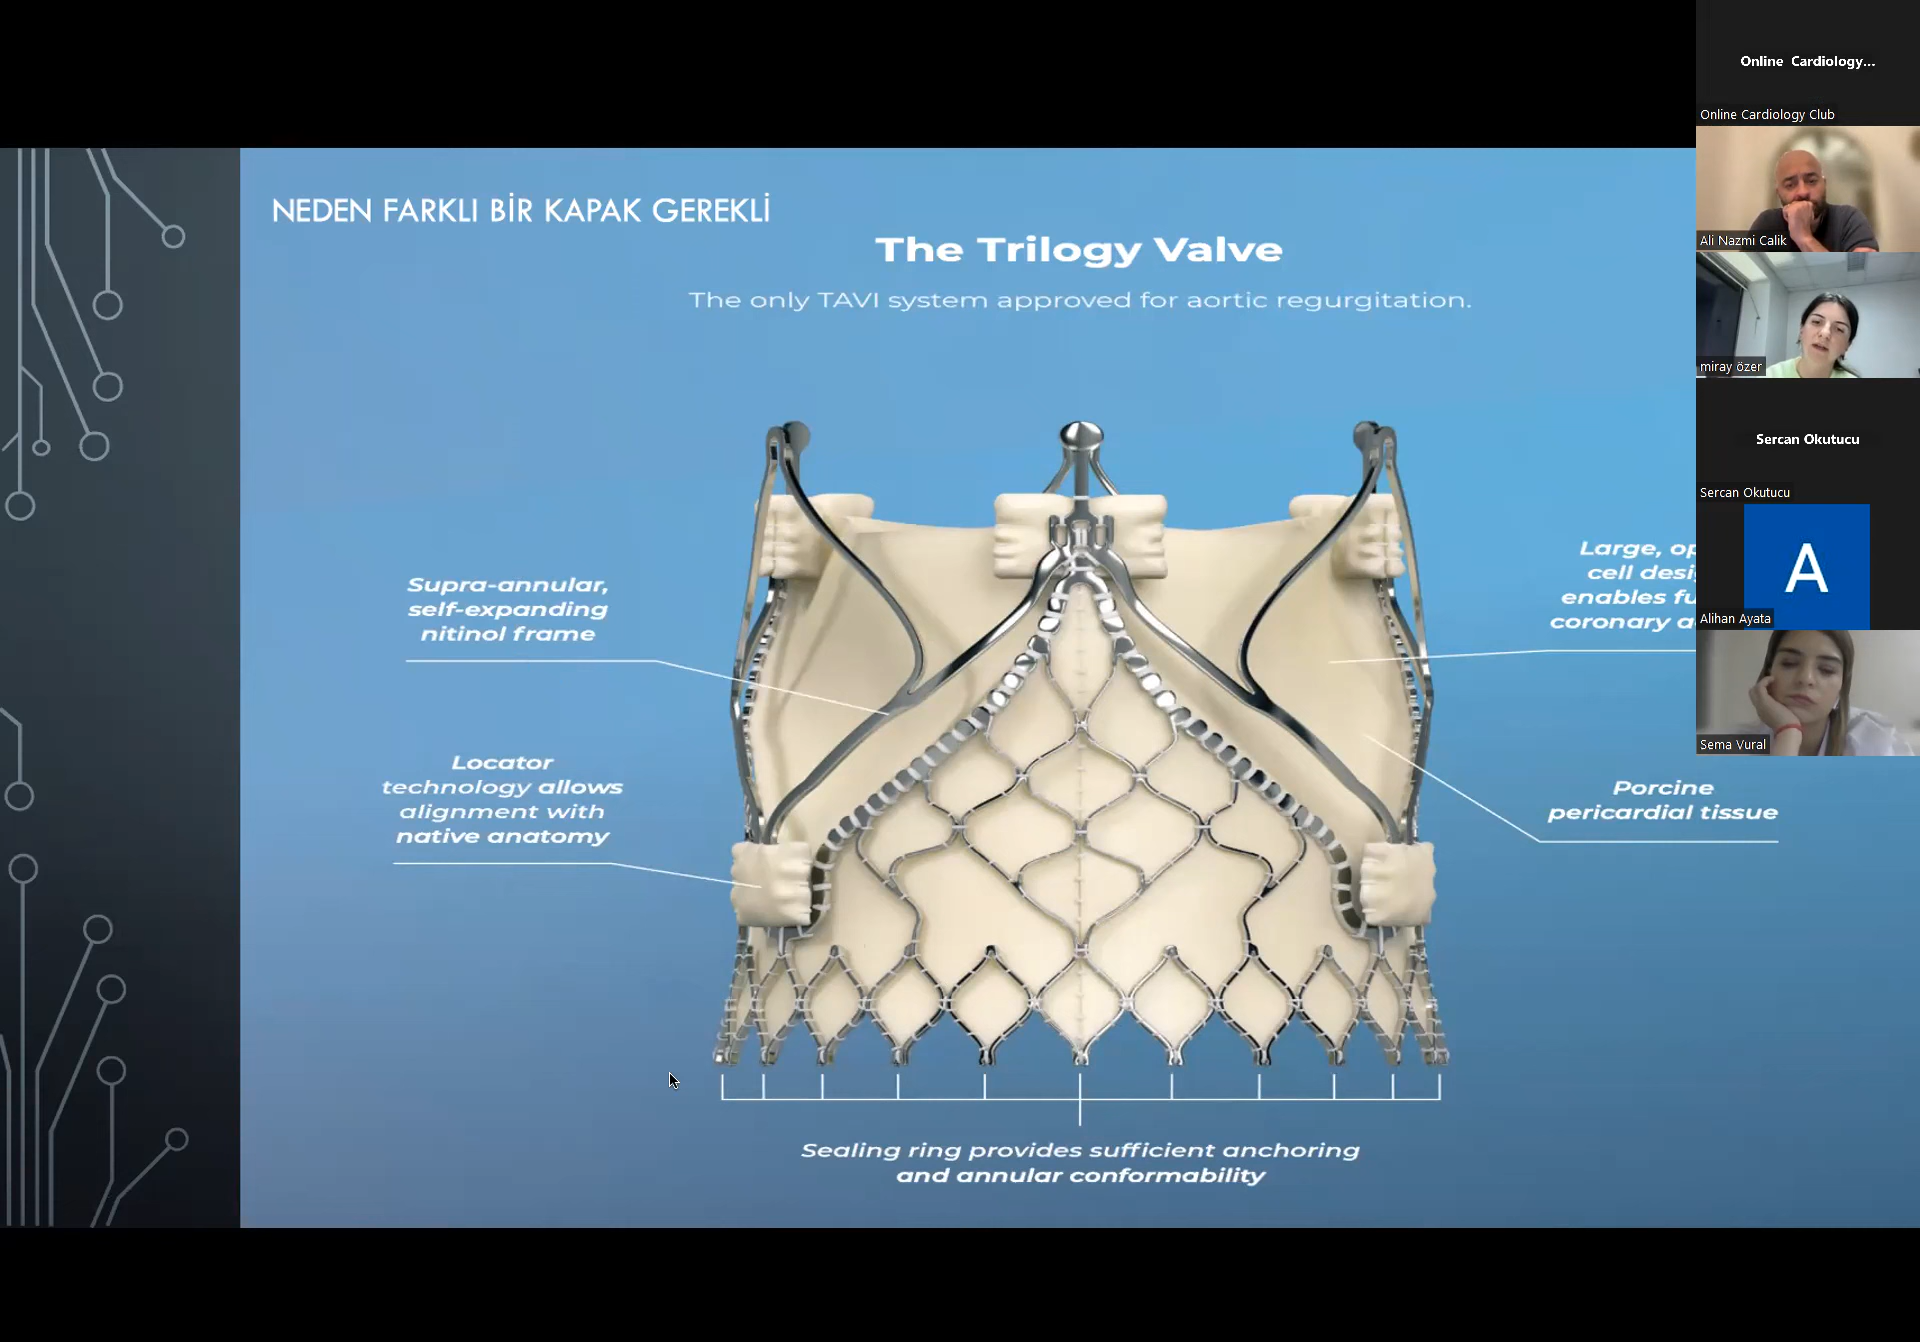 NEDEN FARKLI BİR KAPAK GEREKLİ
The Trilogy Valve
The only TAVI system approved for aortic regurgitation.
Supra-annular,
self-expanding
nitinol frame
Locator
technology allows
alignment with
native anatomy
Large,
cell
enables
coronary
Porcine
pericardial tissue
Sealing ring provides sufficient anchoring
and annular conformability
Online Cardiology...
Online Cardiology Club
Ali Nazmi Calik
miray özer
Sercan Okutucu
Sercan Okutucu
A
Alihan Ayata
Sema Vural